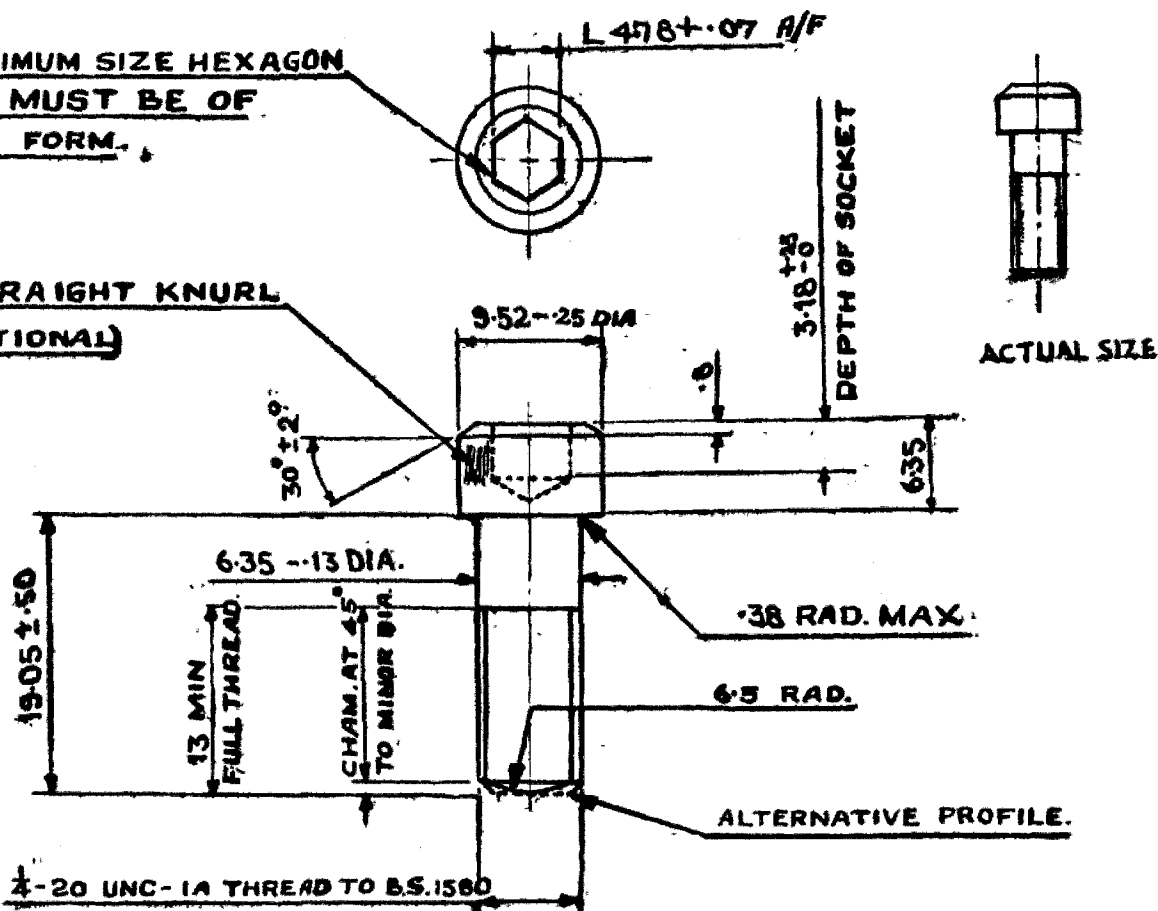 L 4.78 +.07 A/F
IMUM SIZE HEXAGON
MUST BE OF
FORM.
3.18 +.25 -0
DEPTH OF SOCKET
RAIGHT KNURL
TIONAL)
9.52 -.25 DIA
ACTUAL SIZE
.8
30° ± 2°
6.35
6.35 -.13 DIA.
19.05 ± .50
13 MIN
FULL THREAD.
CHAM. AT 45°
TO MINOR DIA.
.38 RAD. MAX.
6.5 RAD.
ALTERNATIVE PROFILE.
1/4-20 UNC-1A THREAD TO B.S.1580